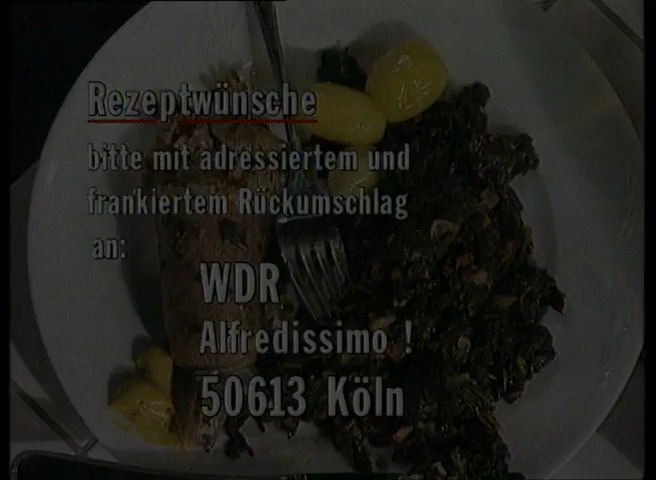 Rezeptwünsche
bitte mit adressiertem und
frankiertem Rückumschlag
an:
WDR
Alfredissimo !
50613 Köln